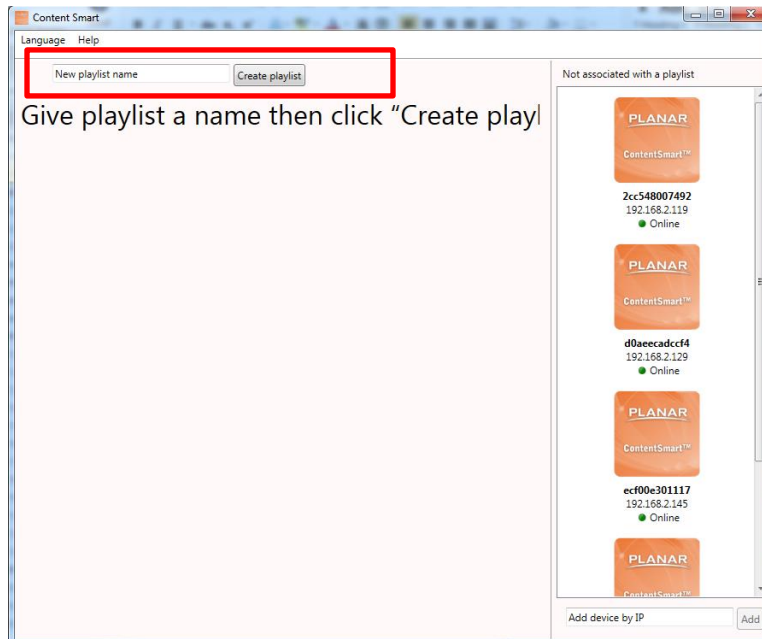 Content Smart
Language Help
New playlist name Create playlist
Give playlist a name then click “Create playl
Not associated with a playlist
PLANAR
ContentSmart™
2cc548007492
192.168.2.119
Online
PLANAR
ContentSmart™
d0aeecadccf4
192.168.2.129
Online
PLANAR
ContentSmart™
ecf00e301117
192.168.2.145
Online
PLANAR
ContentSmart™
Add device by IP Add